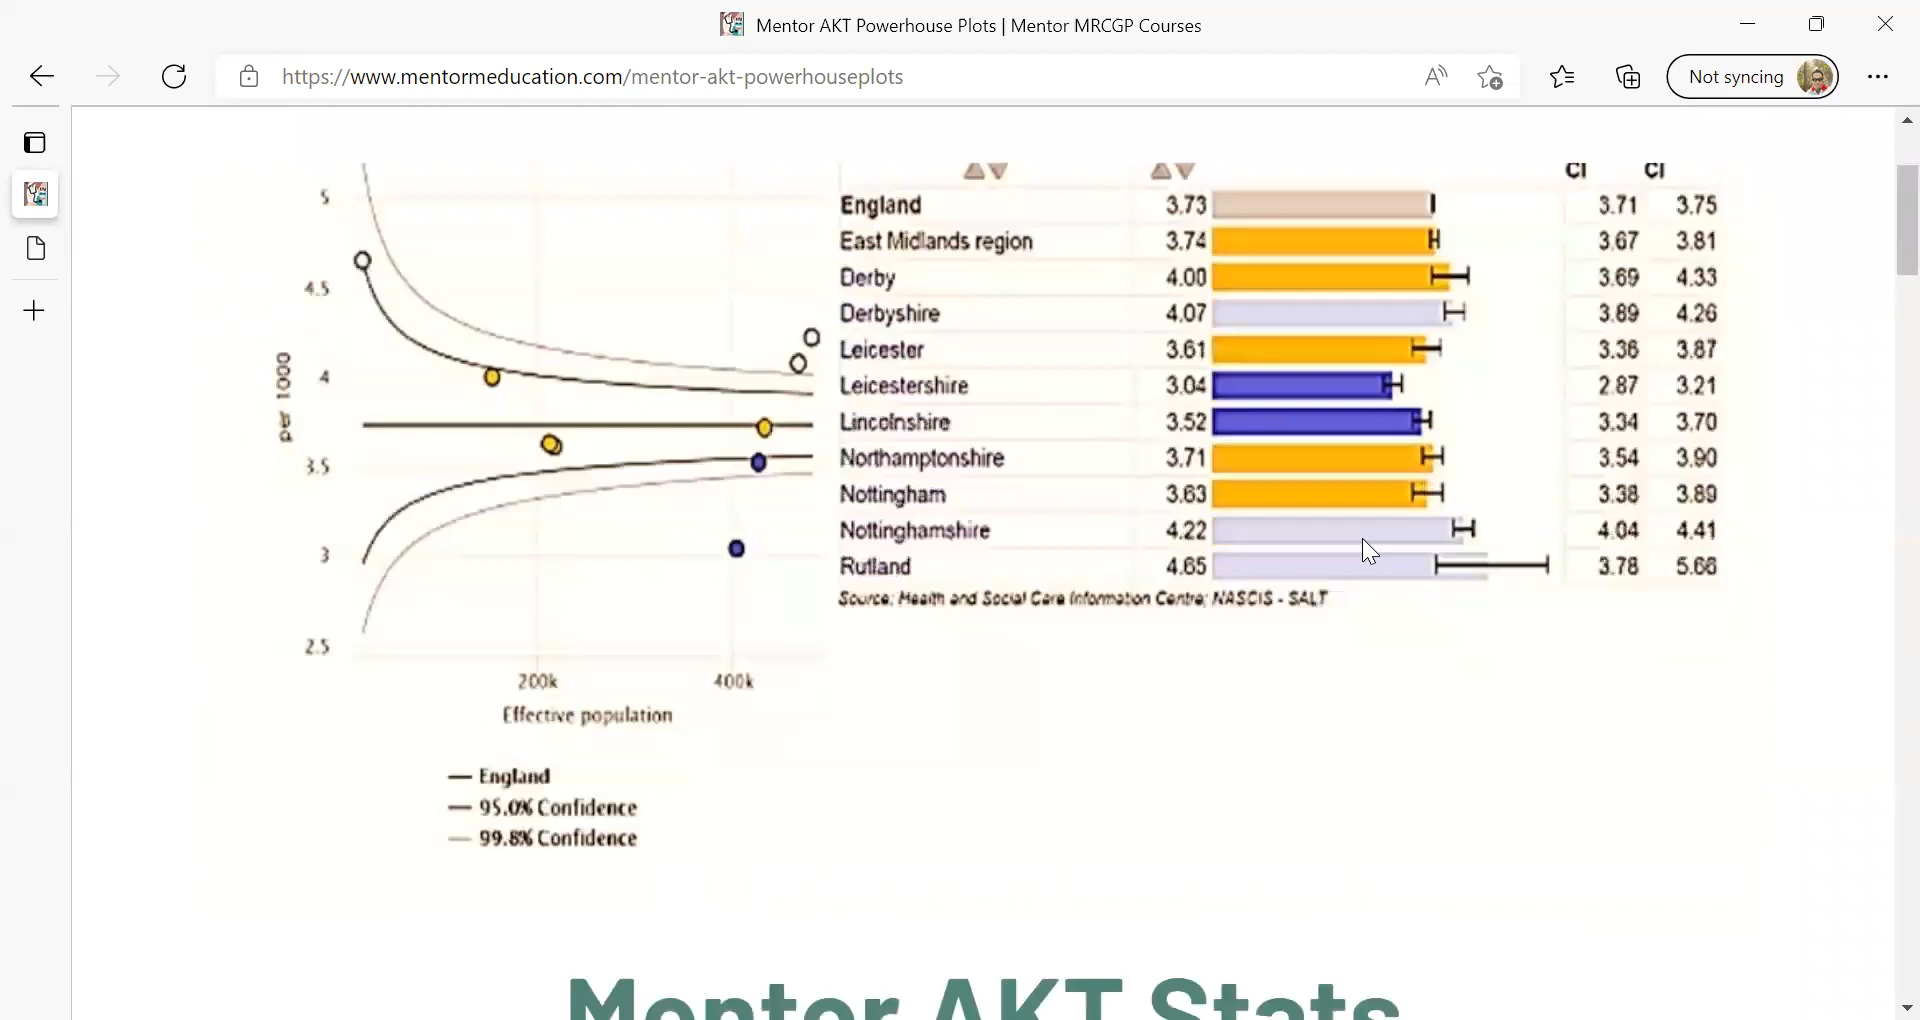 Mentor AKT Powerhouse Plots | Mentor MRCGP Courses
https://www.mentormeducation.com/mentor-akt-powerhouseplots
Not syncing
CI CI
England 3.73 3.71 3.75
East Midlands region 3.74 3.67 3.81
Derby 4.00 3.69 4.33
Derbyshire 4.07 3.89 4.26
Leicester 3.61 3.36 3.87
Leicestershire 3.04 2.87 3.21
Lincolnshire 3.52 3.34 3.70
Northamptonshire 3.71 3.54 3.90
Nottingham 3.63 3.38 3.89
Nottinghamshire 4.22 4.04 4.41
Rutland 4.65 3.78 5.66
Source: Health and Social Care Information Centre; NASCIS - SALT
5
4.5
4
3.5
3
2.5
per 1000
200k 400k
Effective population
England
95.0% Confidence
99.8% Confidence
Mentor AKT Stats